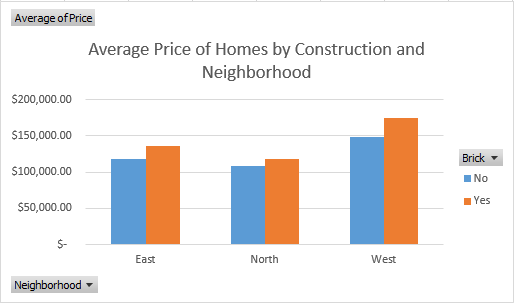 Average of Price
Average Price of Homes by Construction and
Neighborhood
$200,000.00
$150,000.00
$100,000.00
$50,000.00
$-
East
North
West
Brick
No
Yes
Neighborhood